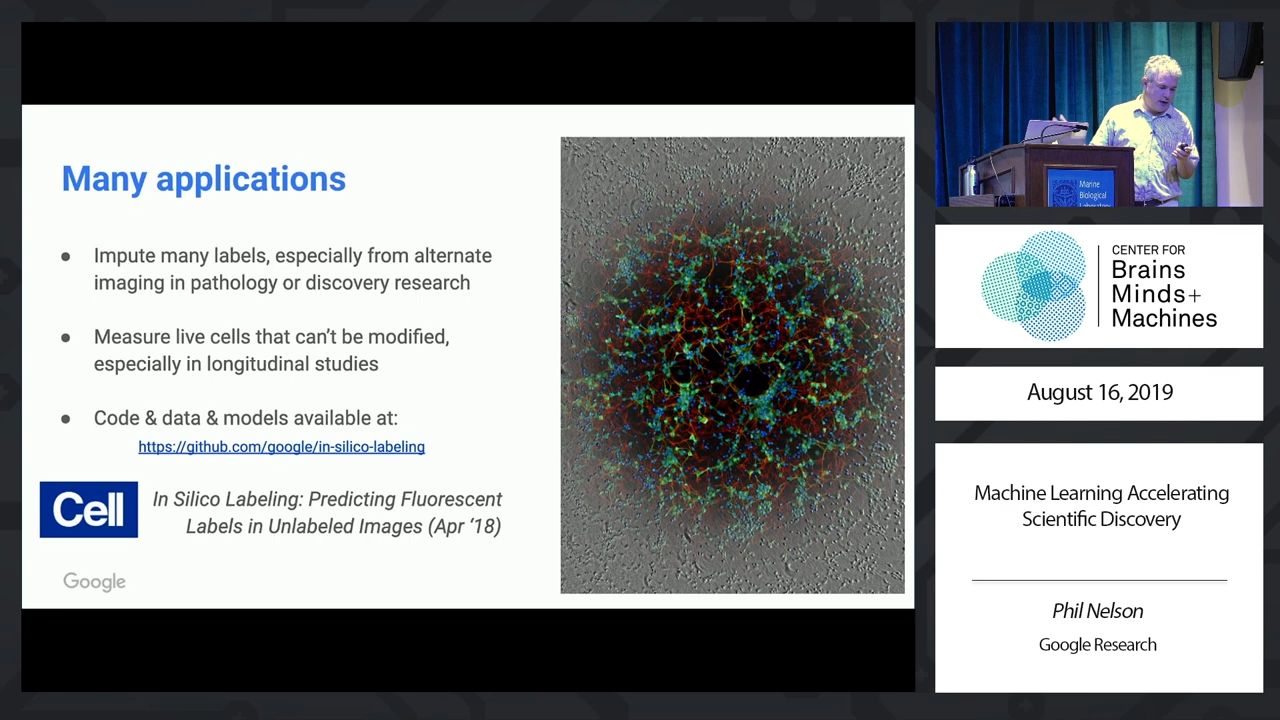 Many applications
● Impute many labels, especially from alternate
imaging in pathology or discovery research
● Measure live cells that can't be modified,
especially in longitudinal studies
● Code & data & models available at:
https://github.com/google/in-silico-labeling
Cell
In Silico Labeling: Predicting Fluorescent
Labels in Unlabeled Images (Apr '18)
Google
Marine
Biological
Laboratory
CENTER FOR
Brains
Minds+
Machines
August 16, 2019
Machine Learning Accelerating
Scientific Discovery
Phil Nelson
Google Research